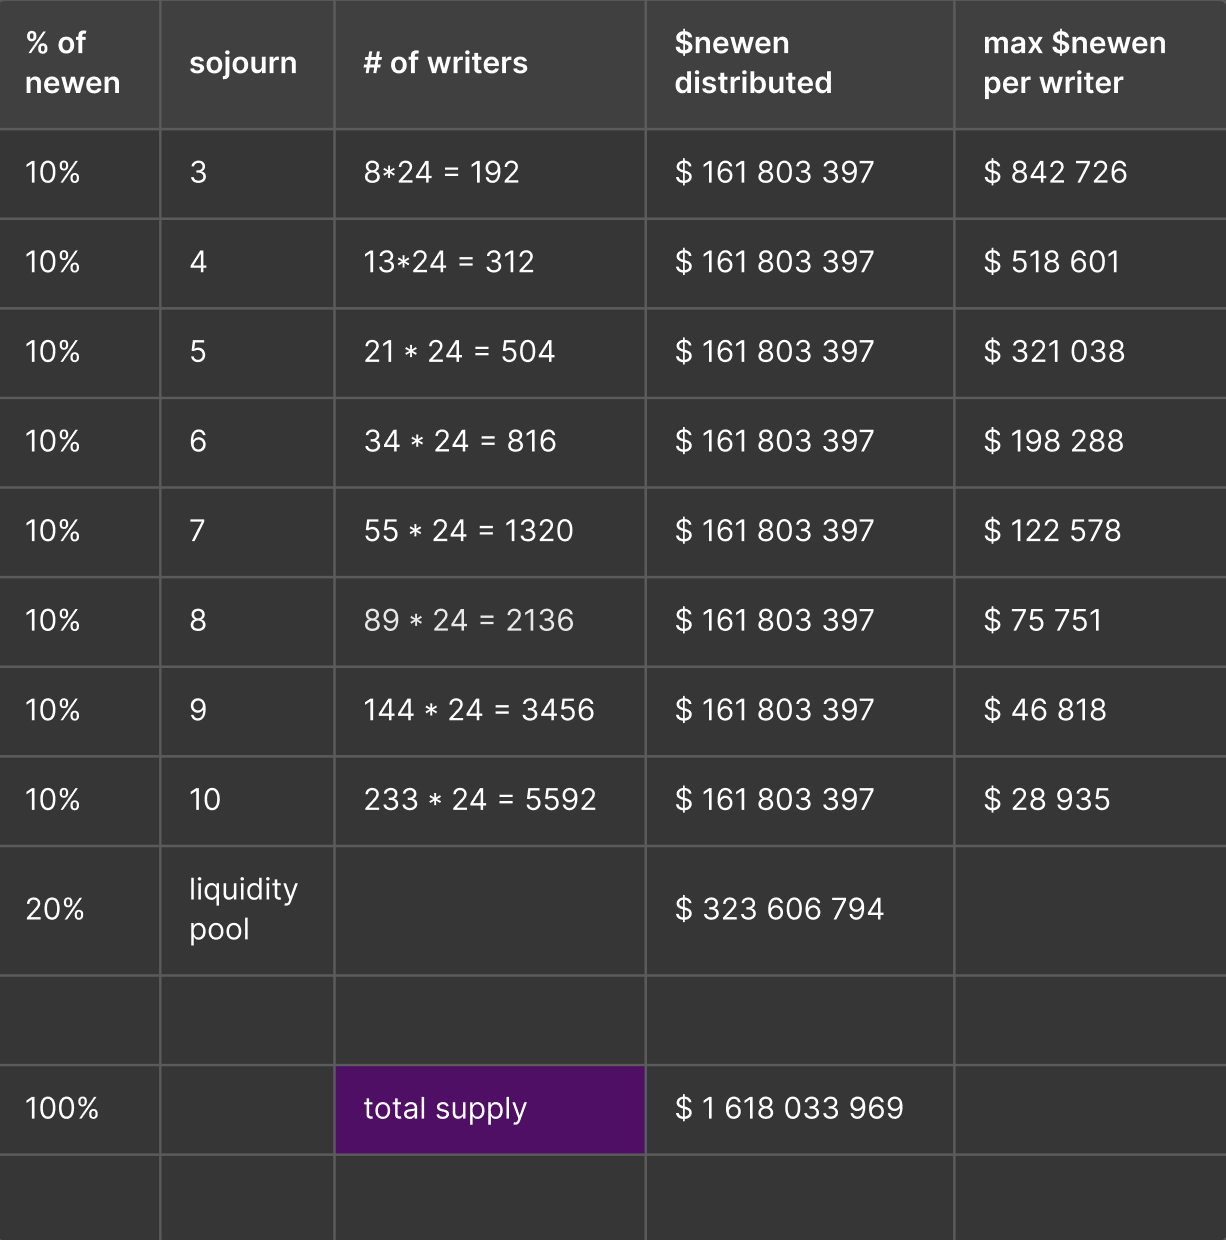 % of newen sojourn # of writers $newen distributed max $newen per writer
10% 3 8*24 = 192 $ 161 803 397 $ 842 726
10% 4 13*24 = 312 $ 161 803 397 $ 518 601
10% 5 21 * 24 = 504 $ 161 803 397 $ 321 038
10% 6 34 * 24 = 816 $ 161 803 397 $ 198 288
10% 7 55 * 24 = 1320 $ 161 803 397 $ 122 578
10% 8 89 * 24 = 2136 $ 161 803 397 $ 75 751
10% 9 144 * 24 = 3456 $ 161 803 397 $ 46 818
10% 10 233 * 24 = 5592 $ 161 803 397 $ 28 935
20% liquidity pool $ 323 606 794
100% total supply $ 1 618 033 969